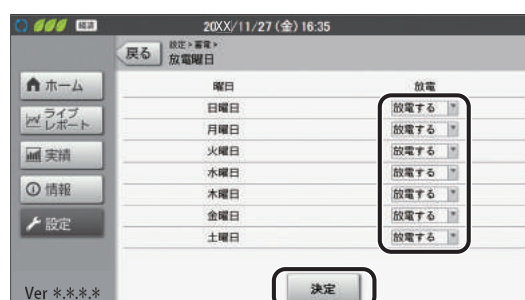 経済 20XX/11/27 (金) 16:35
戻る
設定>蓄電>
放電曜日
ホーム
ライブ
レポート
実績
情報
設定
Ver *.*.*.*
曜日 放電
日曜日 放電する
月曜日 放電する
火曜日 放電する
水曜日 放電する
木曜日 放電する
金曜日 放電する
土曜日 放電する
決定